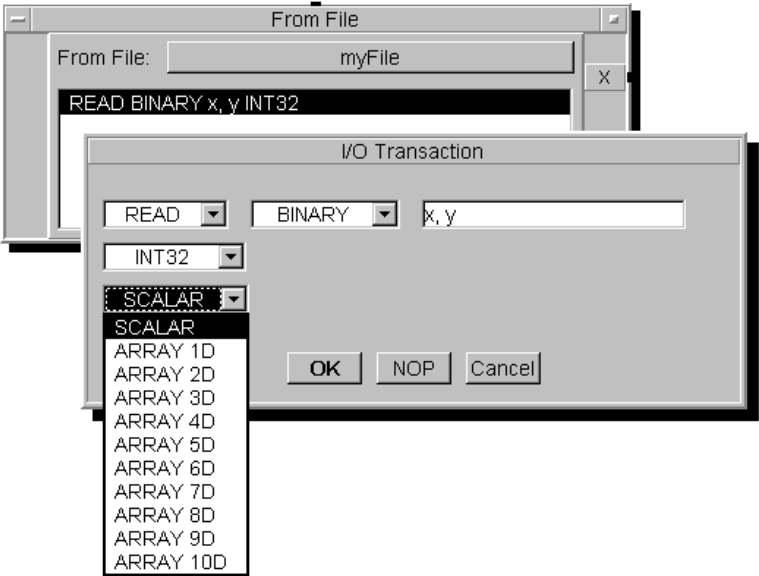 From File
From File: myFile
X
READ BINARY x, y INT32
I/O Transaction
READ BINARY x, y
INT32
SCALAR
SCALAR
ARRAY 1D
ARRAY 2D
ARRAY 3D
ARRAY 4D
ARRAY 5D
ARRAY 6D
ARRAY 7D
ARRAY 8D
ARRAY 9D
ARRAY 10D
OK NOP Cancel